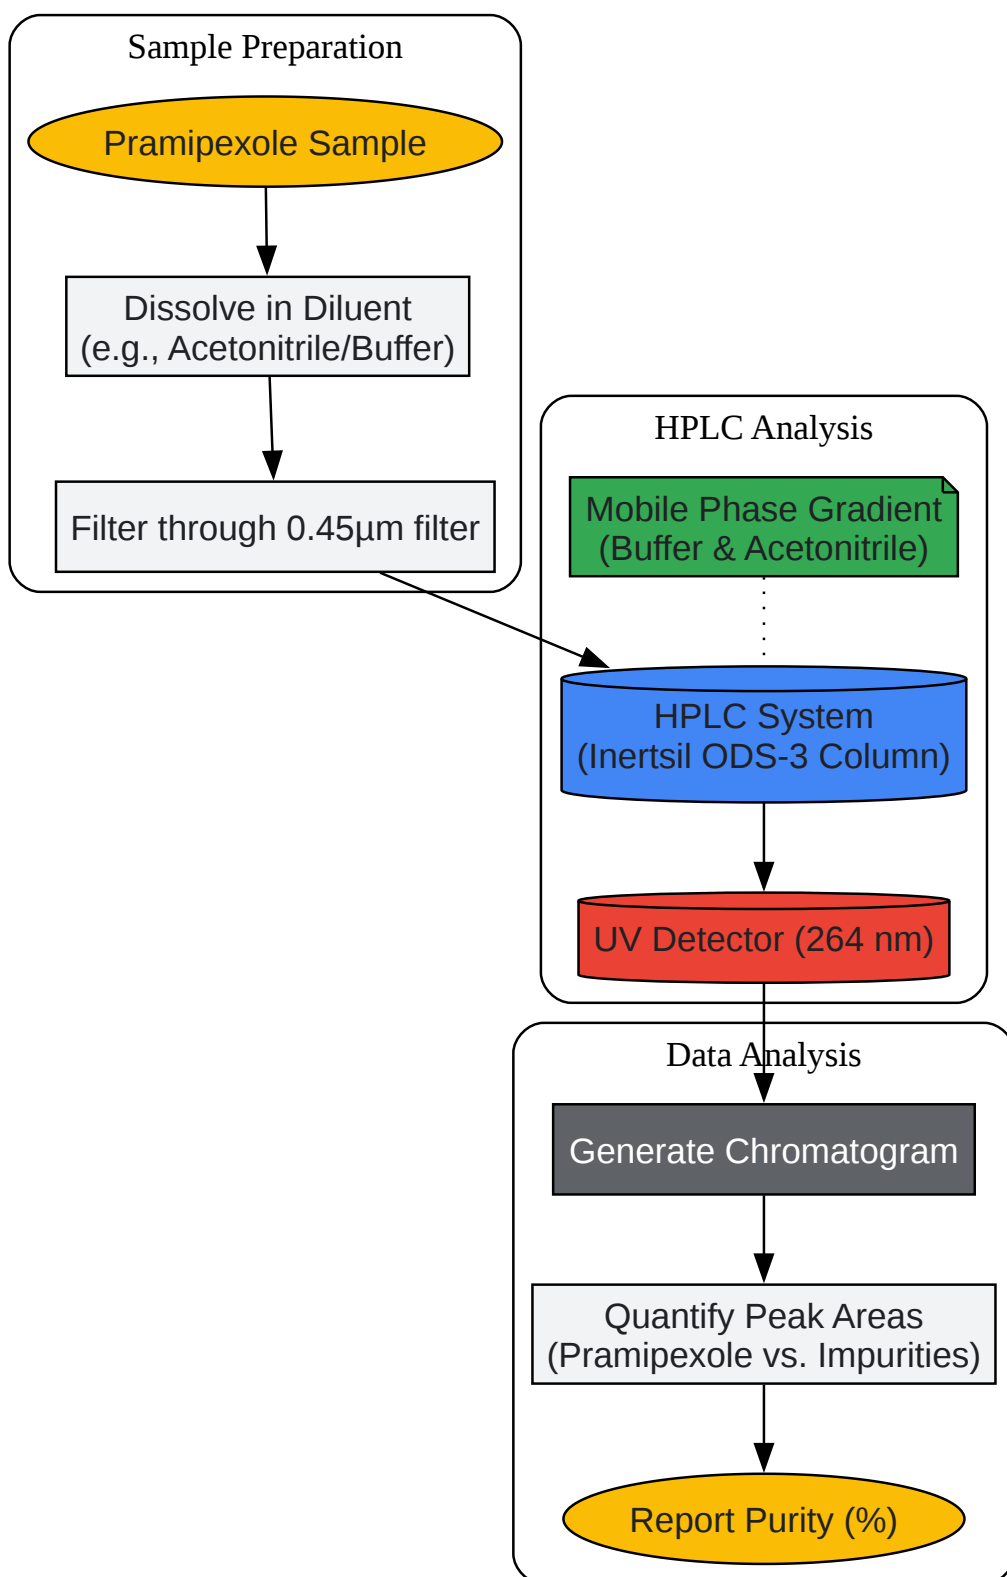 Sample Preparation
Pramipexole Sample
Dissolve in Diluent
(e.g., Acetonitrile/Buffer)
Filter through 0.45µm filter
HPLC Analysis
Mobile Phase Gradient
(Buffer & Acetonitrile)
HPLC System
(Inertsil ODS-3 Column)
UV Detector (264 nm)
Data Analysis
Generate Chromatogram
Quantify Peak Areas
(Pramipexole vs. Impurities)
Report Purity (%)